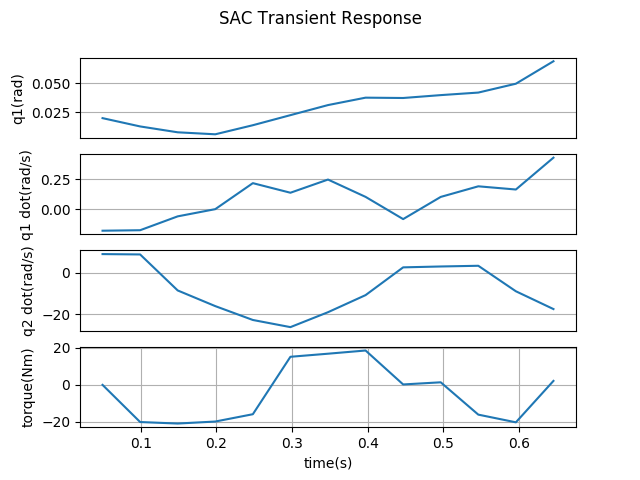 SAC Transient Response
q1(rad)
0.050
0.025
q1 dot(rad/s)
0.25
0.00
q2 dot(rad/s)
0
−20
torque(Nm)
20
0
−20
0.1 0.2 0.3 0.4 0.5 0.6
time(s)